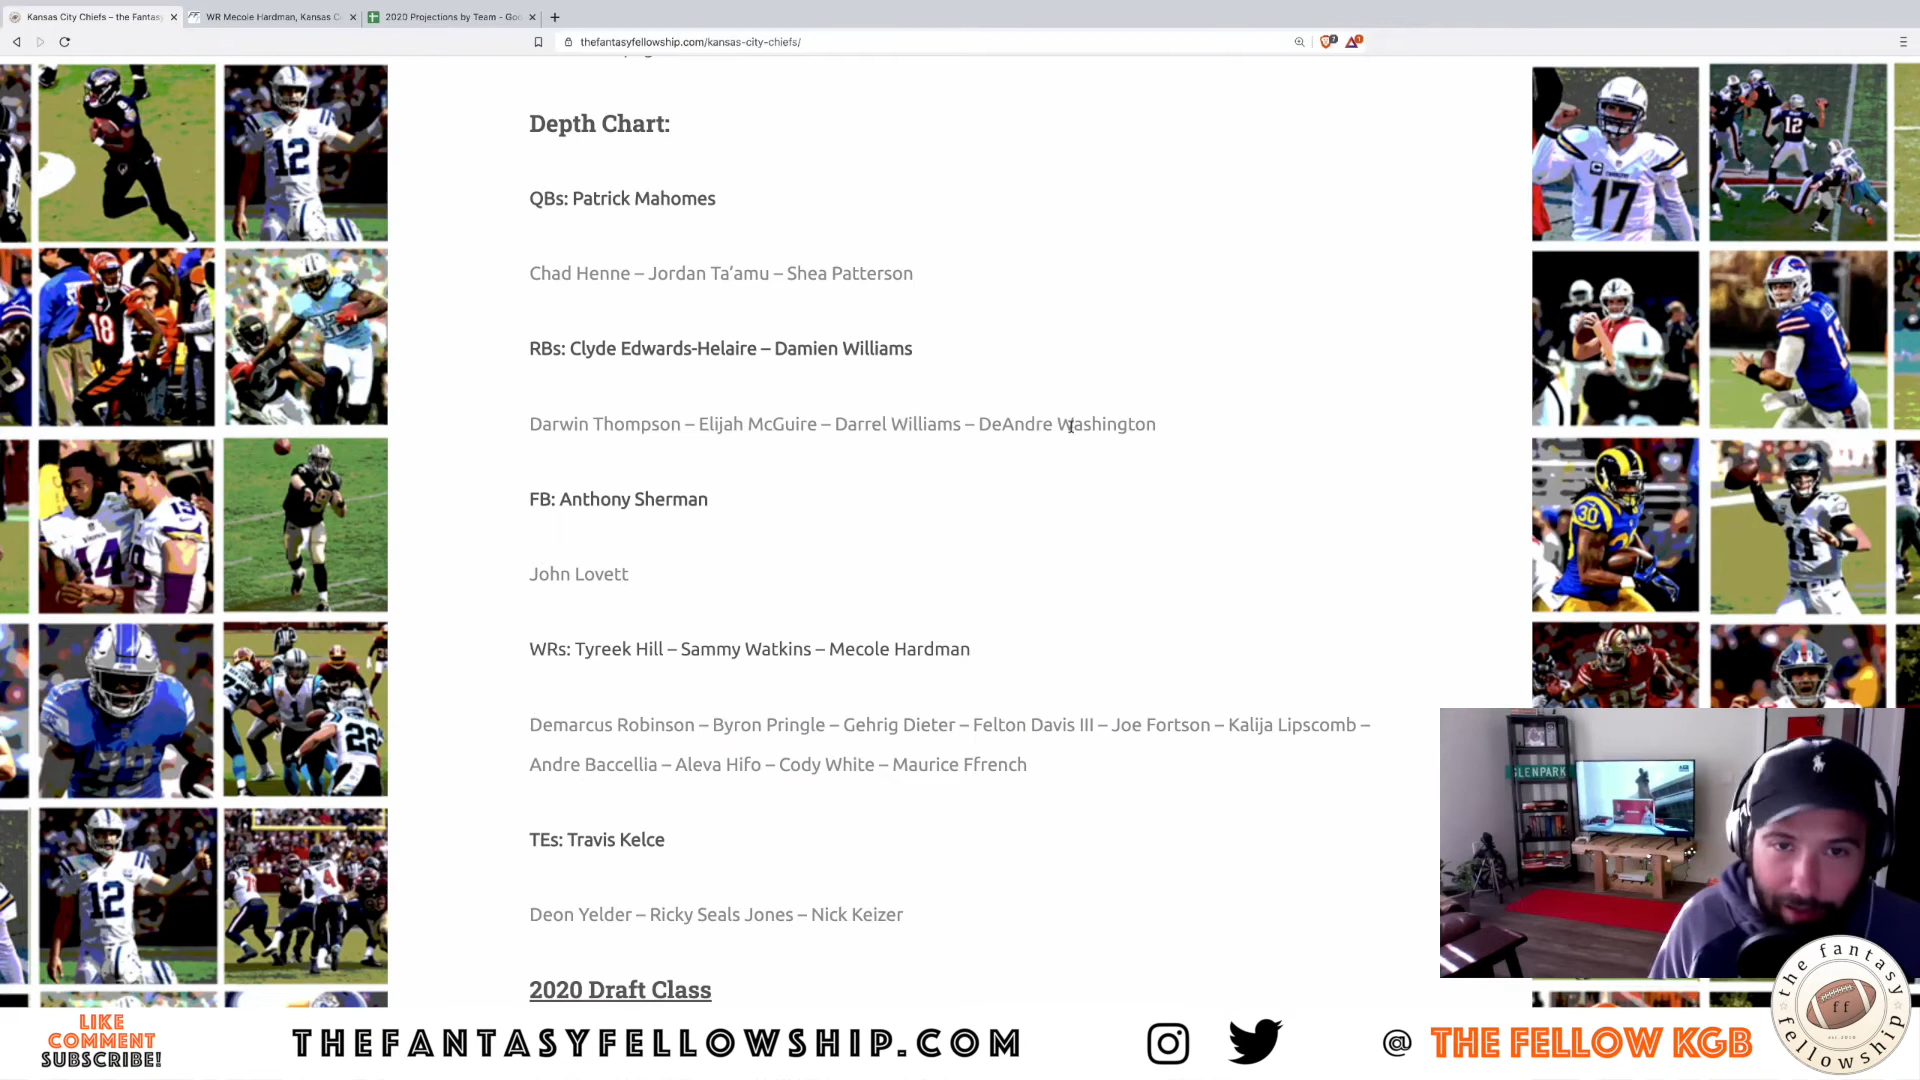 Kansas City Chiefs – the Fantasy
WR Mecole Hardman, Kansas C
2020 Projections by Team - Goo
thefantasyfellowship.com/kansas-city-chiefs/
Depth Chart:
QBs: Patrick Mahomes
Chad Henne – Jordan Ta’amu – Shea Patterson
RBs: Clyde Edwards-Helaire – Damien Williams
Darwin Thompson – Elijah McGuire – Darrel Williams – DeAndre Washington
FB: Anthony Sherman
John Lovett
WRs: Tyreek Hill – Sammy Watkins – Mecole Hardman
Demarcus Robinson – Byron Pringle – Gehrig Dieter – Felton Davis III – Joe Fortson – Kalija Lipscomb –
Andre Baccellia – Aleva Hifo – Cody White – Maurice Ffrench
TEs: Travis Kelce
Deon Yelder – Ricky Seals Jones – Nick Keizer
2020 Draft Class
GLENPARK
LIKE
COMMENT
SUBSCRIBE!
THEFANTASYFELLOWSHIP.COM
@ THE FELLOW KGB
the fantasy
ff
fellowship